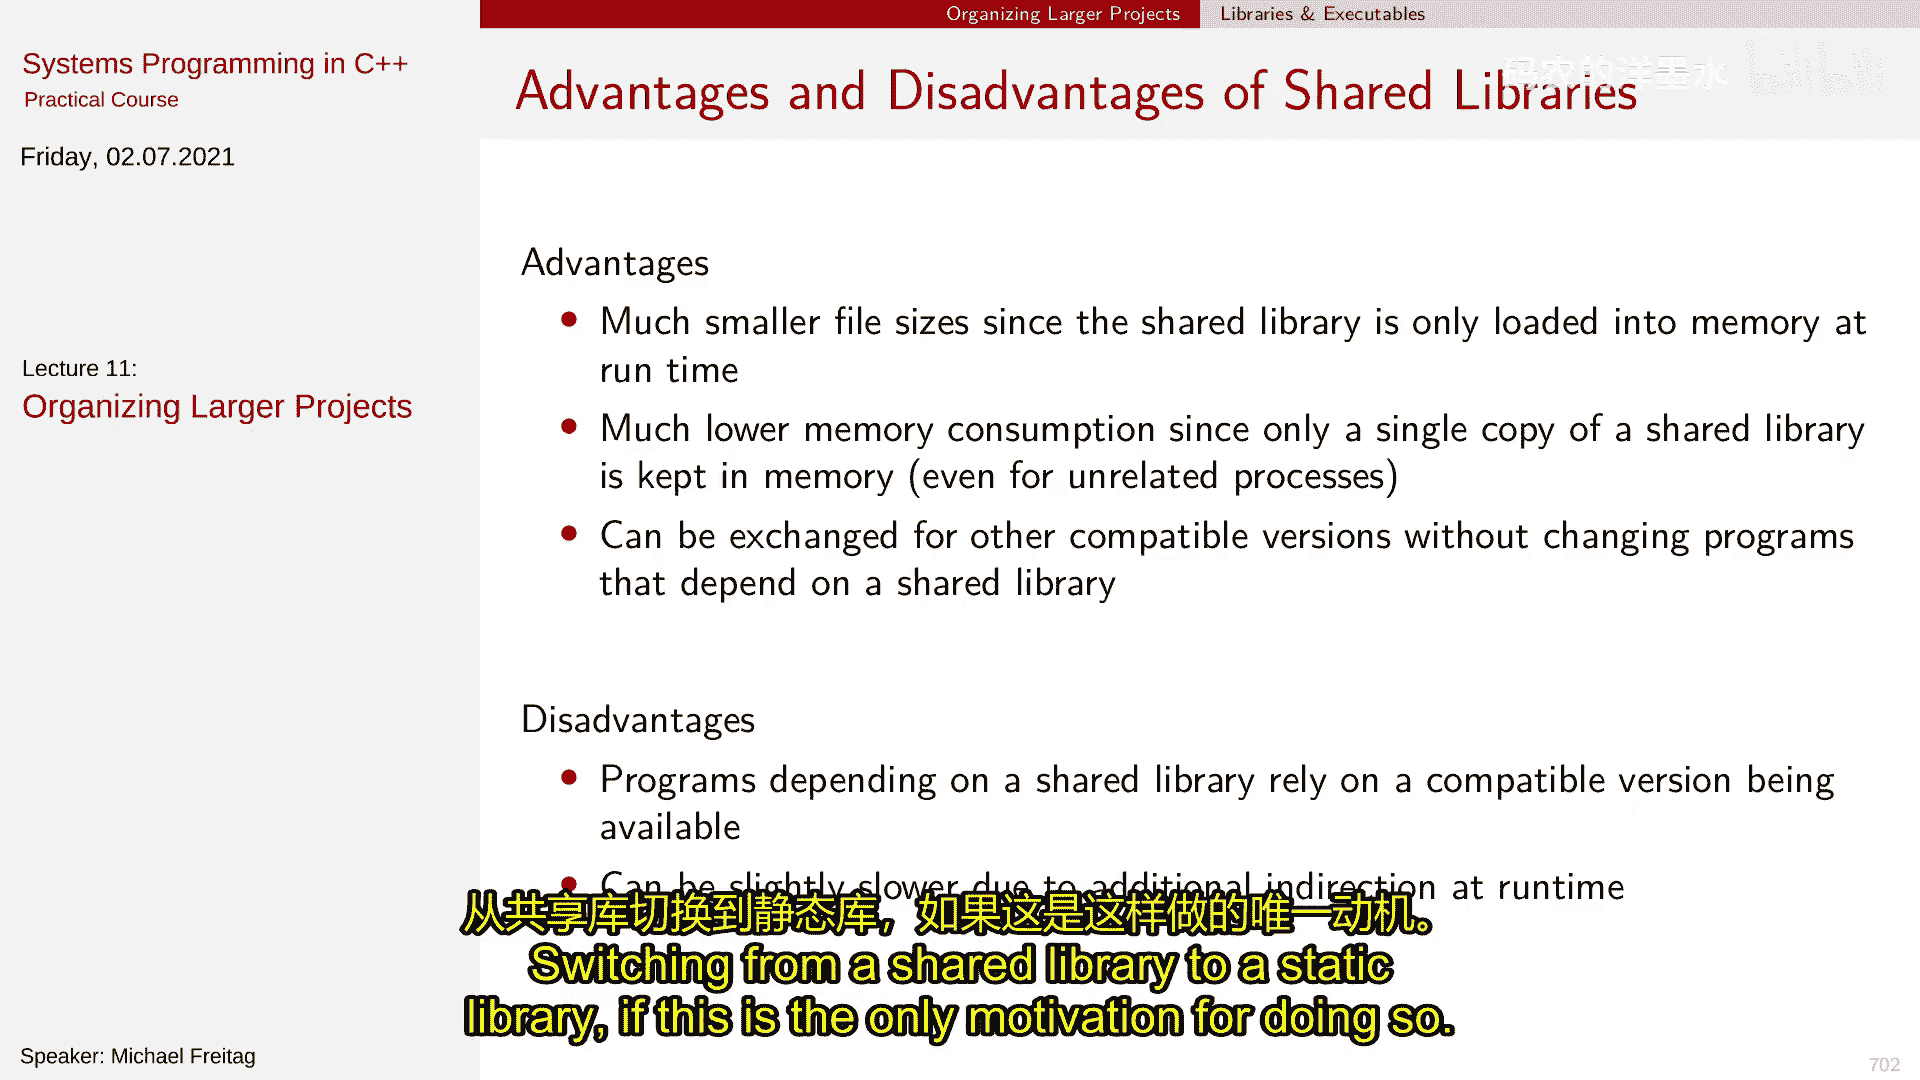 Organizing Larger Projects
Libraries & Executables
Systems Programming in C++
Practical Course
Friday, 02.07.2021
Lecture 11:
Organizing Larger Projects
码农的洋墨水
bilibili
Advantages and Disadvantages of Shared Libraries
Advantages
Much smaller file sizes since the shared library is only loaded into memory at
run time
Much lower memory consumption since only a single copy of a shared library
is kept in memory (even for unrelated processes)
Can be exchanged for other compatible versions without changing programs
that depend on a shared library
Disadvantages
Programs depending on a shared library rely on a compatible version being
available
Can be slightly slower due to additional indirection at runtime
从共享库切换到静态库，如果这是这样做的唯一动机。
Switching from a shared library to a static
library, if this is the only motivation for doing so.
Speaker: Michael Freitag
702